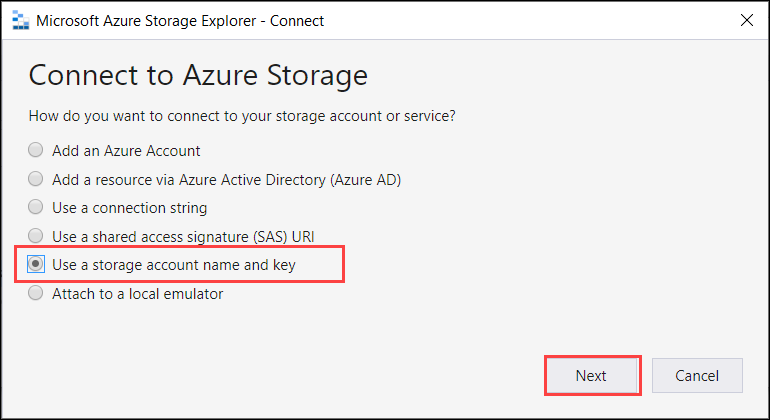 Microsoft Azure Storage Explorer - Connect
Connect to Azure Storage
How do you want to connect to your storage account or service?
Add an Azure Account
Add a resource via Azure Active Directory (Azure AD)
Use a connection string
Use a shared access signature (SAS) URI
Use a storage account name and key
Attach to a local emulator
Next Cancel